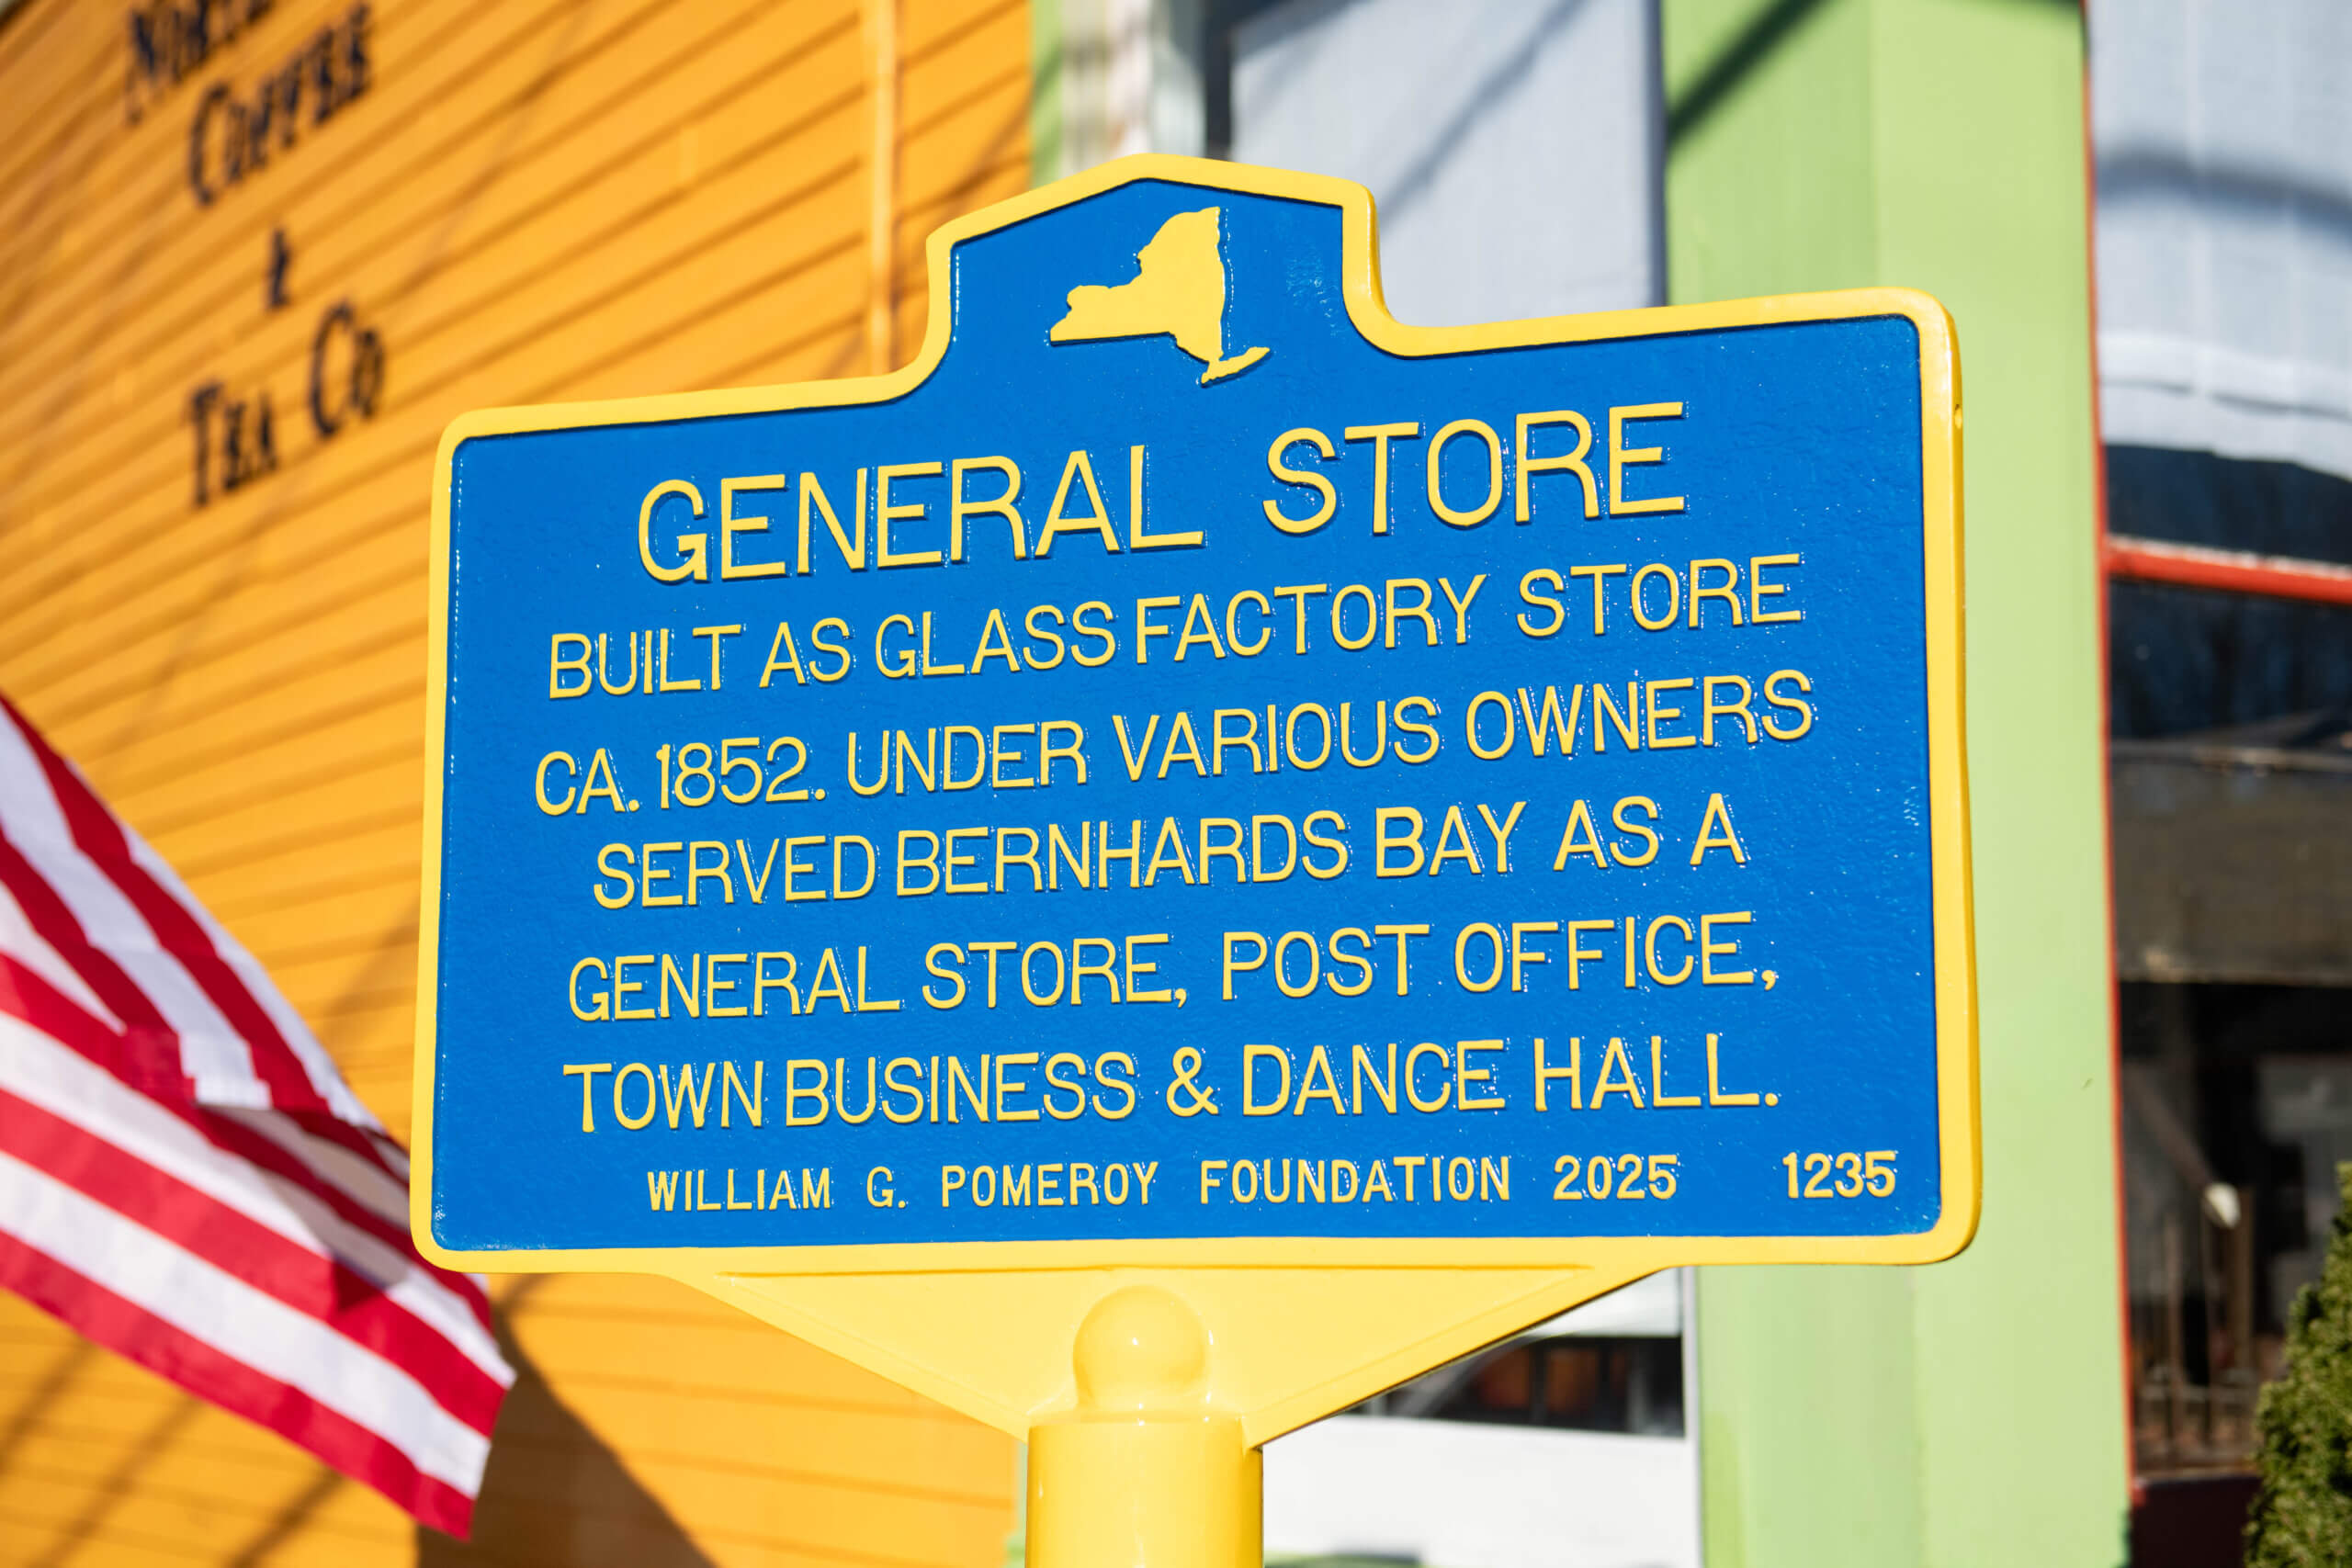 COFFEE
&
TEA CO
GENERAL STORE
BUILT AS GLASS FACTORY STORE
CA. 1852. UNDER VARIOUS OWNERS
SERVED BERNHARDS BAY AS A
GENERAL STORE, POST OFFICE,
TOWN BUSINESS & DANCE HALL.
WILLIAM G. POMEROY FOUNDATION 2025 1235